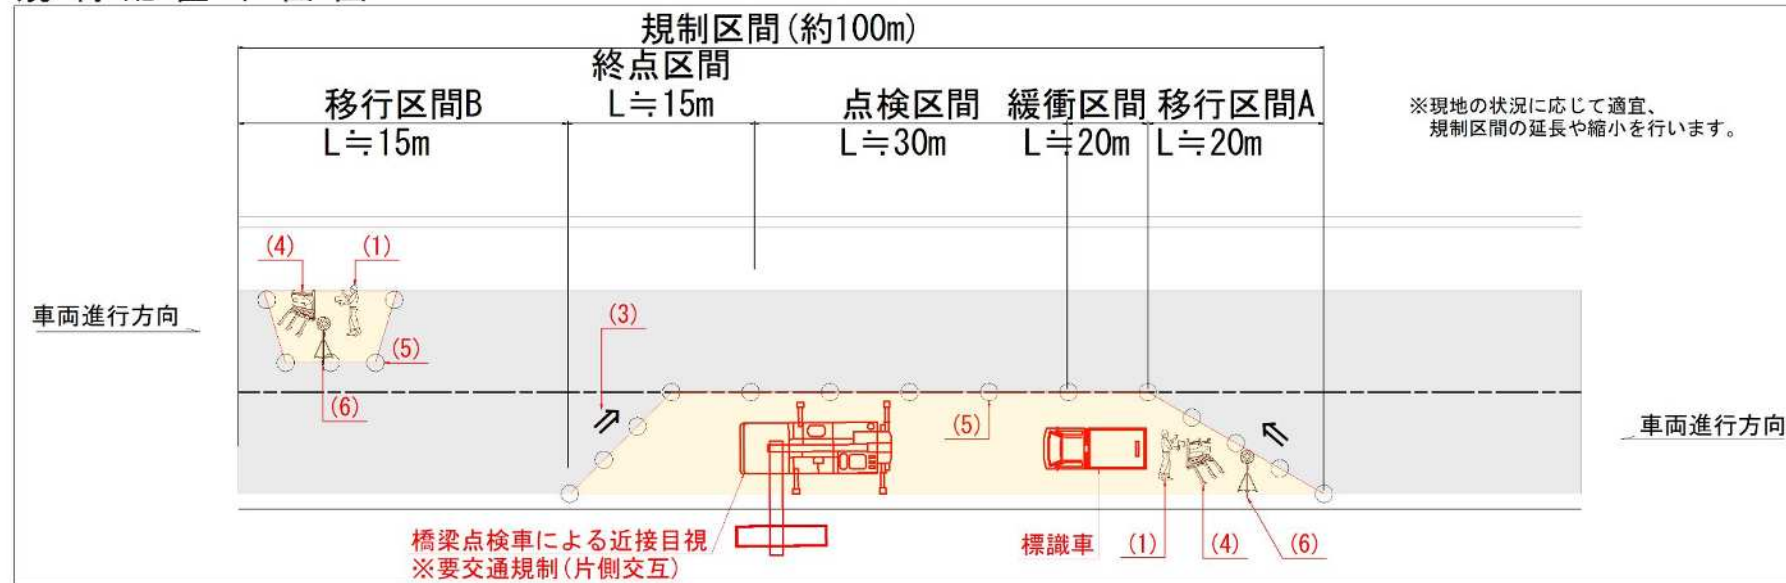 規制区間(約100m)
終点区間
移行区間B
L≒15m
点検区間
緩衝区間
移行区間A
L≒15m
L≒30m
L≒20m
L≒20m
※現地の状況に応じて適宜、
規制区間の延長や縮小を行います。
(4)
(1)
車両進行方向
(3)
(5)
(6)
(5)
車両進行方向
橋梁点検車による近接目視
※要交通規制(片側交互)
標識車
(1)
(4)
(6)